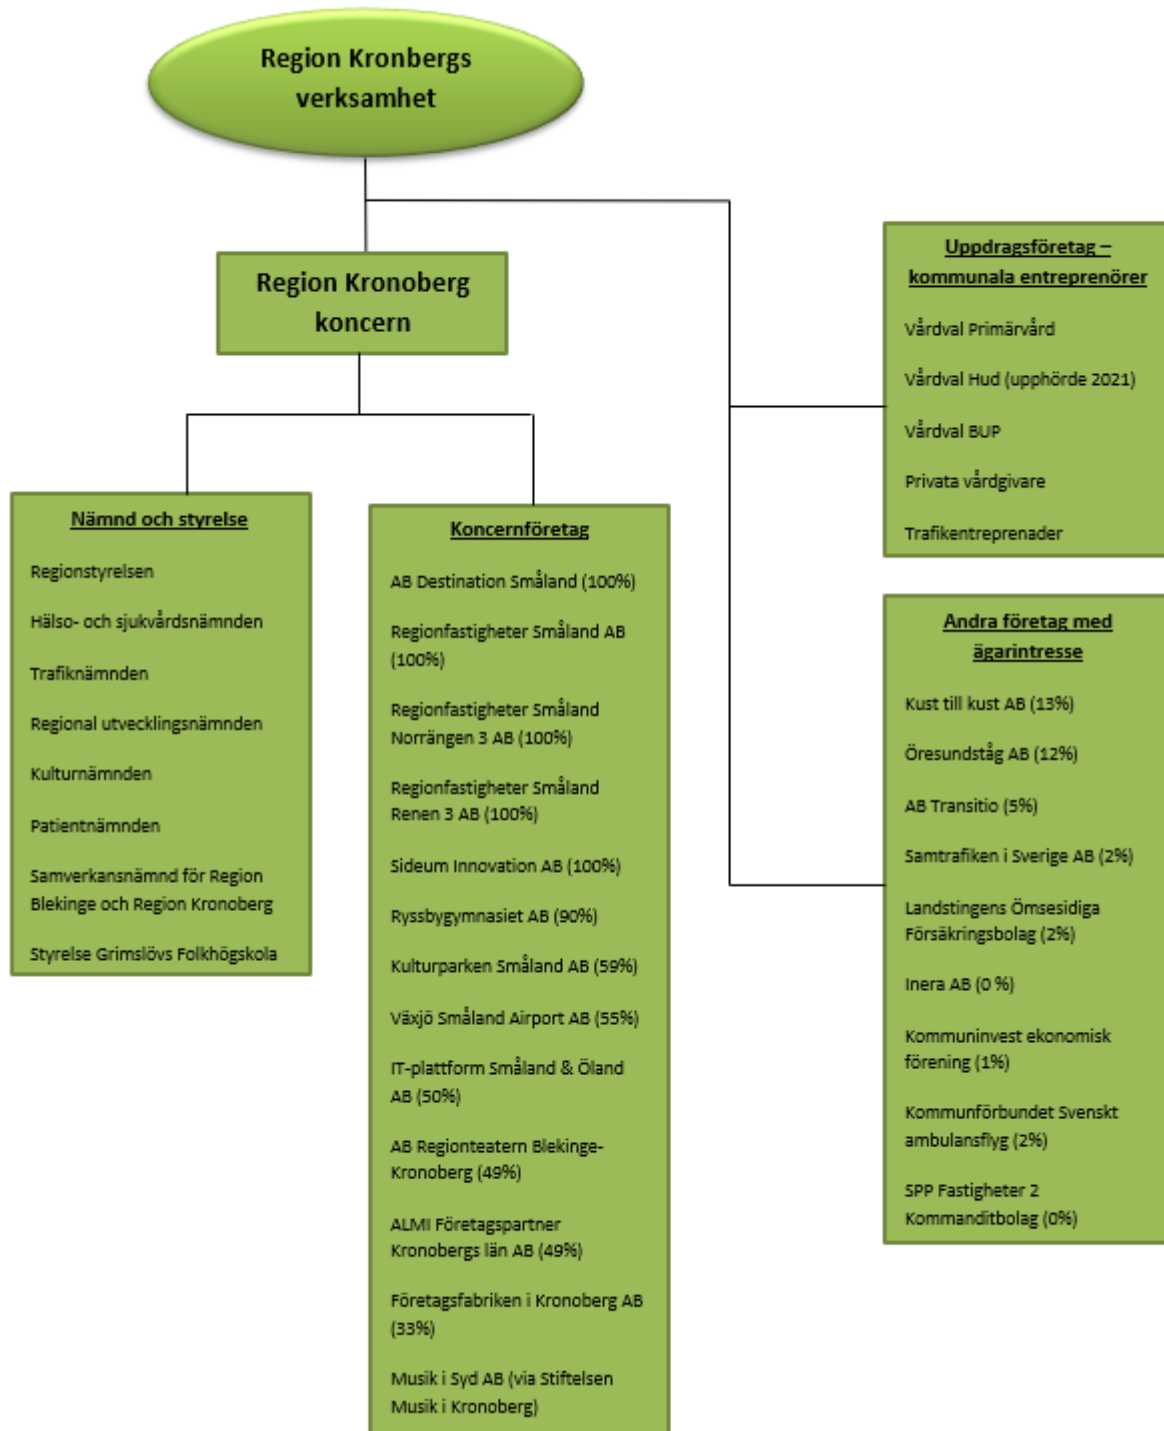 Region Kronbergs
verksamhet
Region Kronoberg
koncern
Nämnd och styrelse
Regionstyrelsen
Hälso- och sjukvårdsnämnden
Trafiknämnden
Regional utvecklingsnämnden
Kulturnämnden
Patientnämnden
Samverkansnämnd för Region
Blekinge och Region Kronoberg
Styrelse Grimslövs Folkhögskola
Koncernföretag
AB Destination Småland (100%)
Regionfastigheter Småland AB
(100%)
Regionfastigheter Småland
Norrängen 3 AB (100%)
Regionfastigheter Småland
Renen 3 AB (100%)
Sideum Innovation AB (100%)
Ryssbygymnasiet AB (90%)
Kulturparken Småland AB (59%)
Växjö Småland Airport AB (55%)
IT-plattform Småland & Öland
AB (50%)
AB Regionteatern Blekinge-
Kronoberg (49%)
ALMI Företagspartner
Kronobergs län AB (49%)
Företagsfabriken i Kronoberg AB
(33%)
Musik i Syd AB (via Stiftelsen
Musik i Kronoberg)
Uppdragsföretag –
kommunala entreprenörer
Vårdval Primärvård
Vårdval Hud (upphörde 2021)
Vårdval BUP
Privata vårdgivare
Trafikentreprenader
Andra företag med
ägarintresse
Kust till kust AB (13%)
Öresundståg AB (12%)
AB Transitio (5%)
Samtrafiken i Sverige AB (2%)
Landstingens Ömsesidiga
Försäkringsbolag (2%)
Inera AB (0 %)
Kommuninvest ekonomisk
förening (1%)
Kommunförbundet Svenskt
ambulansflyg (2%)
SPP Fastigheter 2
Kommanditbolag (0%)